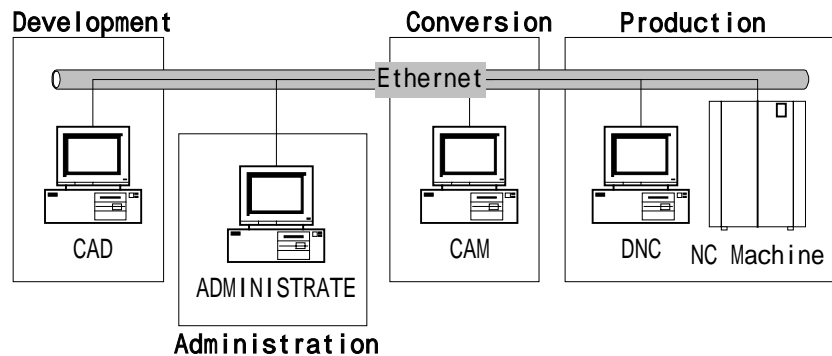 Development
Conversion
Production
Ethernet
CAD
ADMINISTRATE
CAM
DNC
NC Machine
Administration